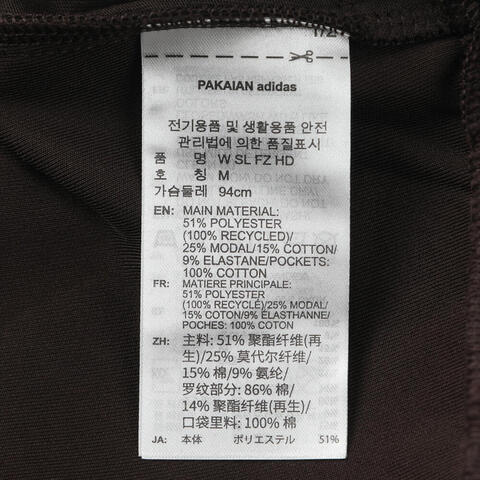 PAKAIAN adidas
전기용품 및 생활용품 안전
관리법에 의한 품질표시
품 명 W SL FZ HD
호 칭 M
가슴둘레 94cm
EN: MAIN MATERIAL:
51% POLYESTER
(100% RECYCLED)/
25% MODAL/15% COTTON/
9% ELASTANE/POCKETS:
100% COTTON
FR: MATIERE PRINCIPALE:
51% POLYESTER
(100% RECYCLÉ)/25% MODAL/
15% COTON/9% ÉLASTHANNE/
POCHES: 100% COTON
ZH: 主料: 51% 聚酯纤维(再
生)/25% 莫代尔纤维/
15% 棉/9% 氨纶/
罗纹部分: 86% 棉/
14% 聚酯纤维(再生)/
口袋里料: 100% 棉
JA: 本体 ポリエステル 51%